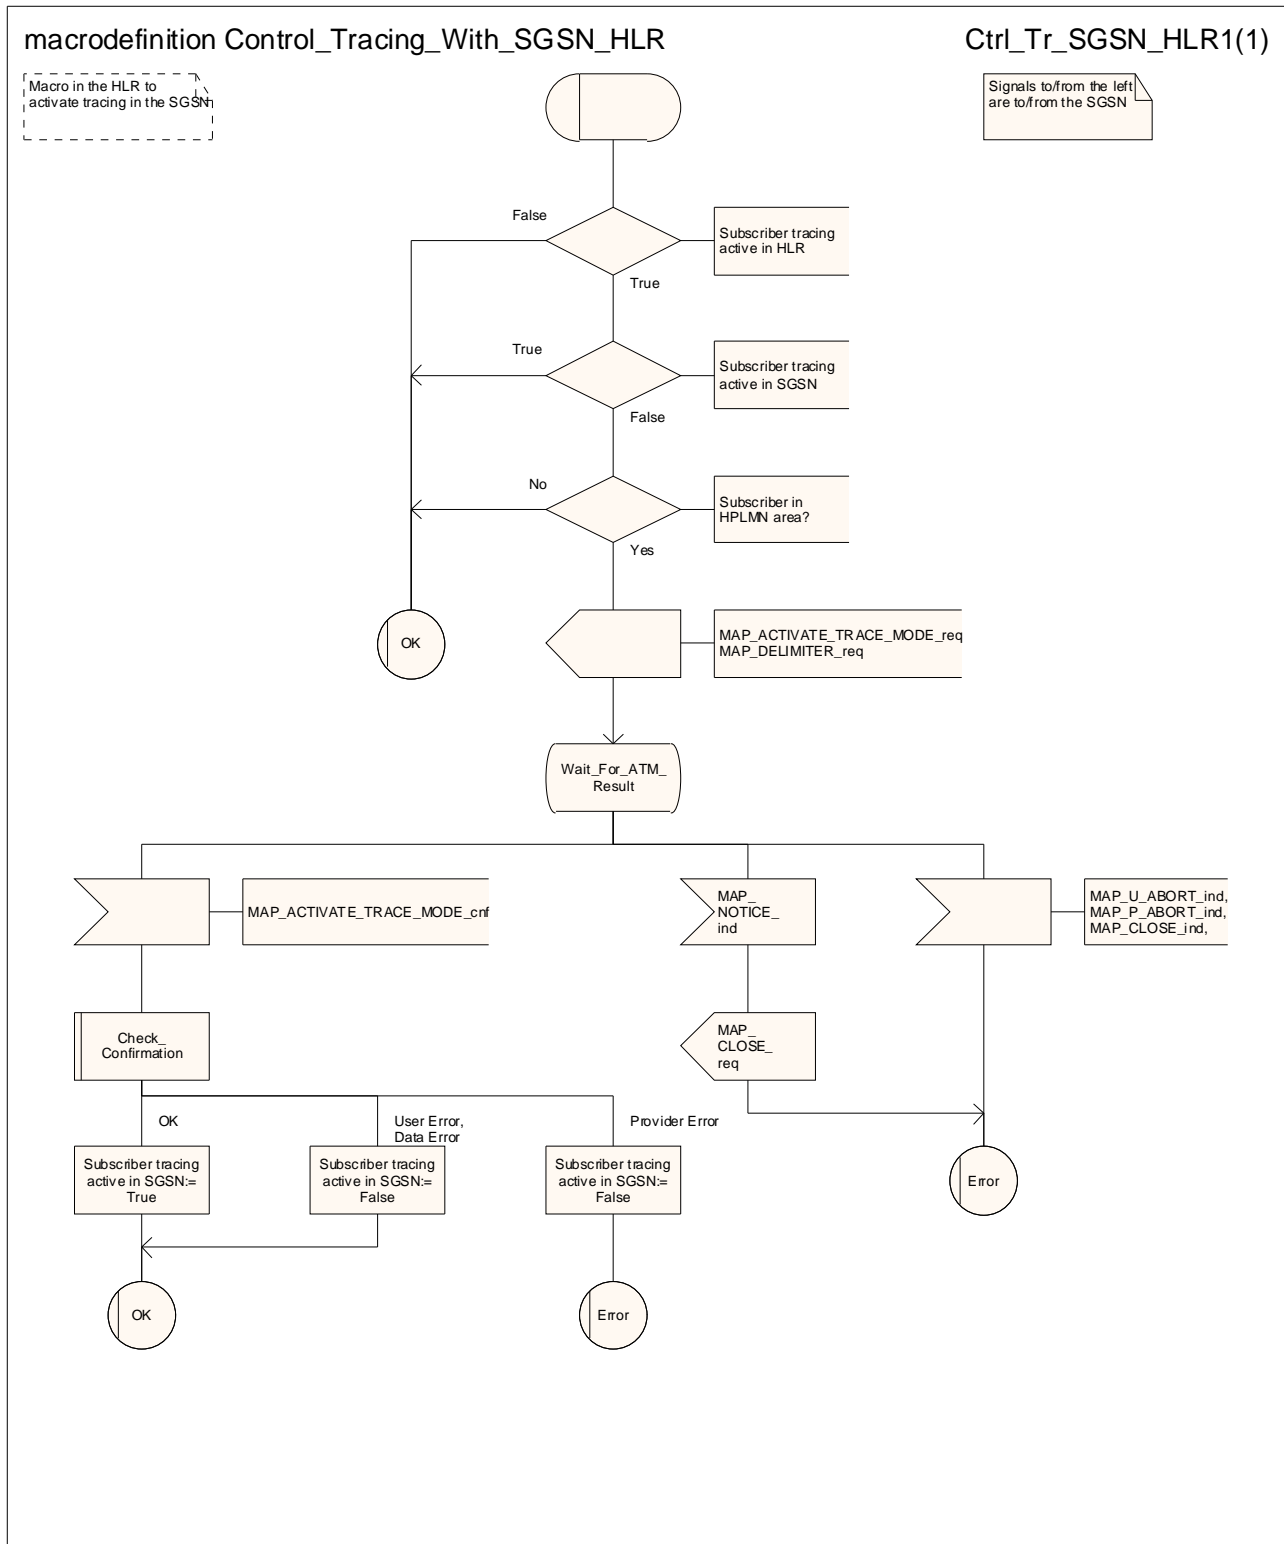 macrodefinition Control_Tracing_With_SGSN_HLR
Ctrl_Tr_SGSN_HLR1(1)
Macro in the HLR to
activate tracing in the SGSN
Signals to/from the left
are to/from the SGSN
False
Subscriber tracing
active in HLR
True
True
Subscriber tracing
active in SGSN
False
No
Subscriber in
HPLMN area?
Yes
OK
MAP_ACTIVATE_TRACE_MODE_req
MAP_DELIMITER_req
Wait_For_ATM_
Result
MAP_ACTIVATE_TRACE_MODE_cnf
MAP_
NOTICE_
ind
MAP_U_ABORT_ind,
MAP_P_ABORT_ind,
MAP_CLOSE_ind,
Check_
Confirmation
MAP_
CLOSE_
req
OK
User Error,
Data Error
Provider Error
Subscriber tracing
active in SGSN:=
True
Subscriber tracing
active in SGSN:=
False
Subscriber tracing
active in SGSN:=
False
Error
OK
Error